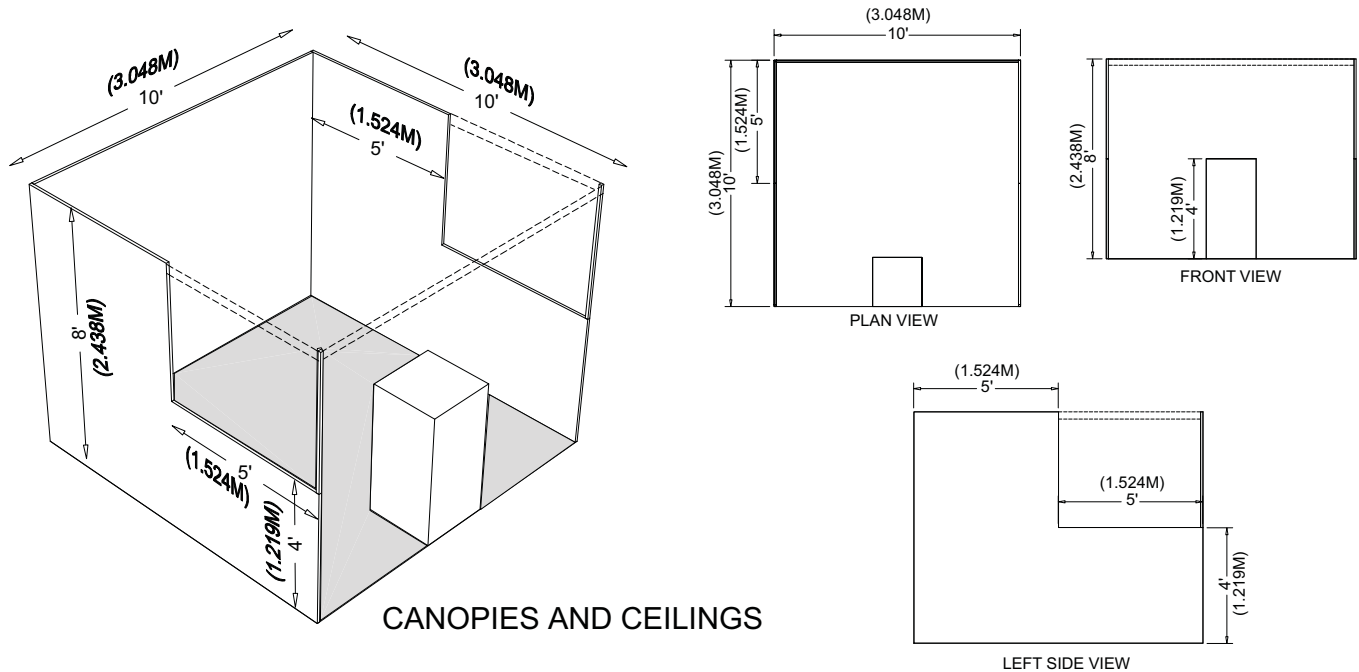 (3.048M)
10'
(3.048M)
10'
(1.524M)
5'
8'
(2.438M)
5'
(1.524M)
4'
(1.219M)
CANOPIES AND CEILINGS
(3.048M)
10'
(1.524M)
5'
(3.048M)
10'
PLAN VIEW
(2.438M)
8'
(1.219M)
4'
FRONT VIEW
(1.524M)
5'
(1.524M)
5'
4'
(1.219M)
LEFT SIDE VIEW